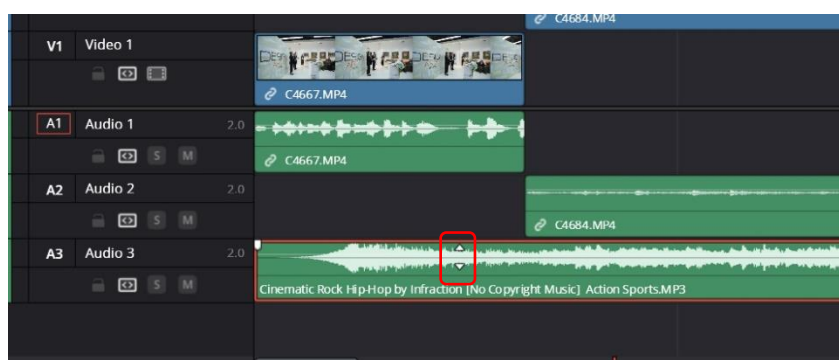 C4684.MP4
V1 Video 1
C4667.MP4
A1 Audio 1 2.0
S M
C4667.MP4
A2 Audio 2 2.0
S M
C4684.MP4
A3 Audio 3 2.0
S M
Cinematic Rock Hip-Hop by Infraction [No Copyright Music] Action Sports.MP3